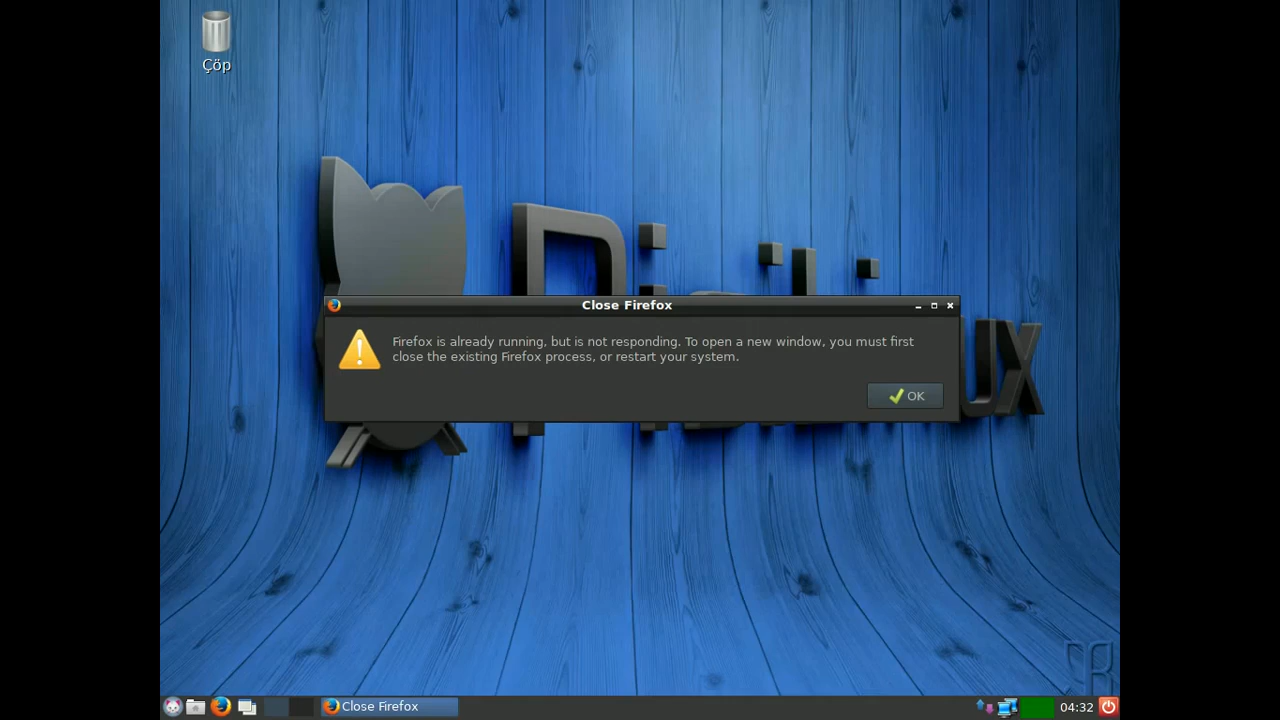 Çöp
Close Firefox
Firefox is already running, but is not responding. To open a new window, you must first
close the existing Firefox process, or restart your system.
OK
UX
Close Firefox
04:32